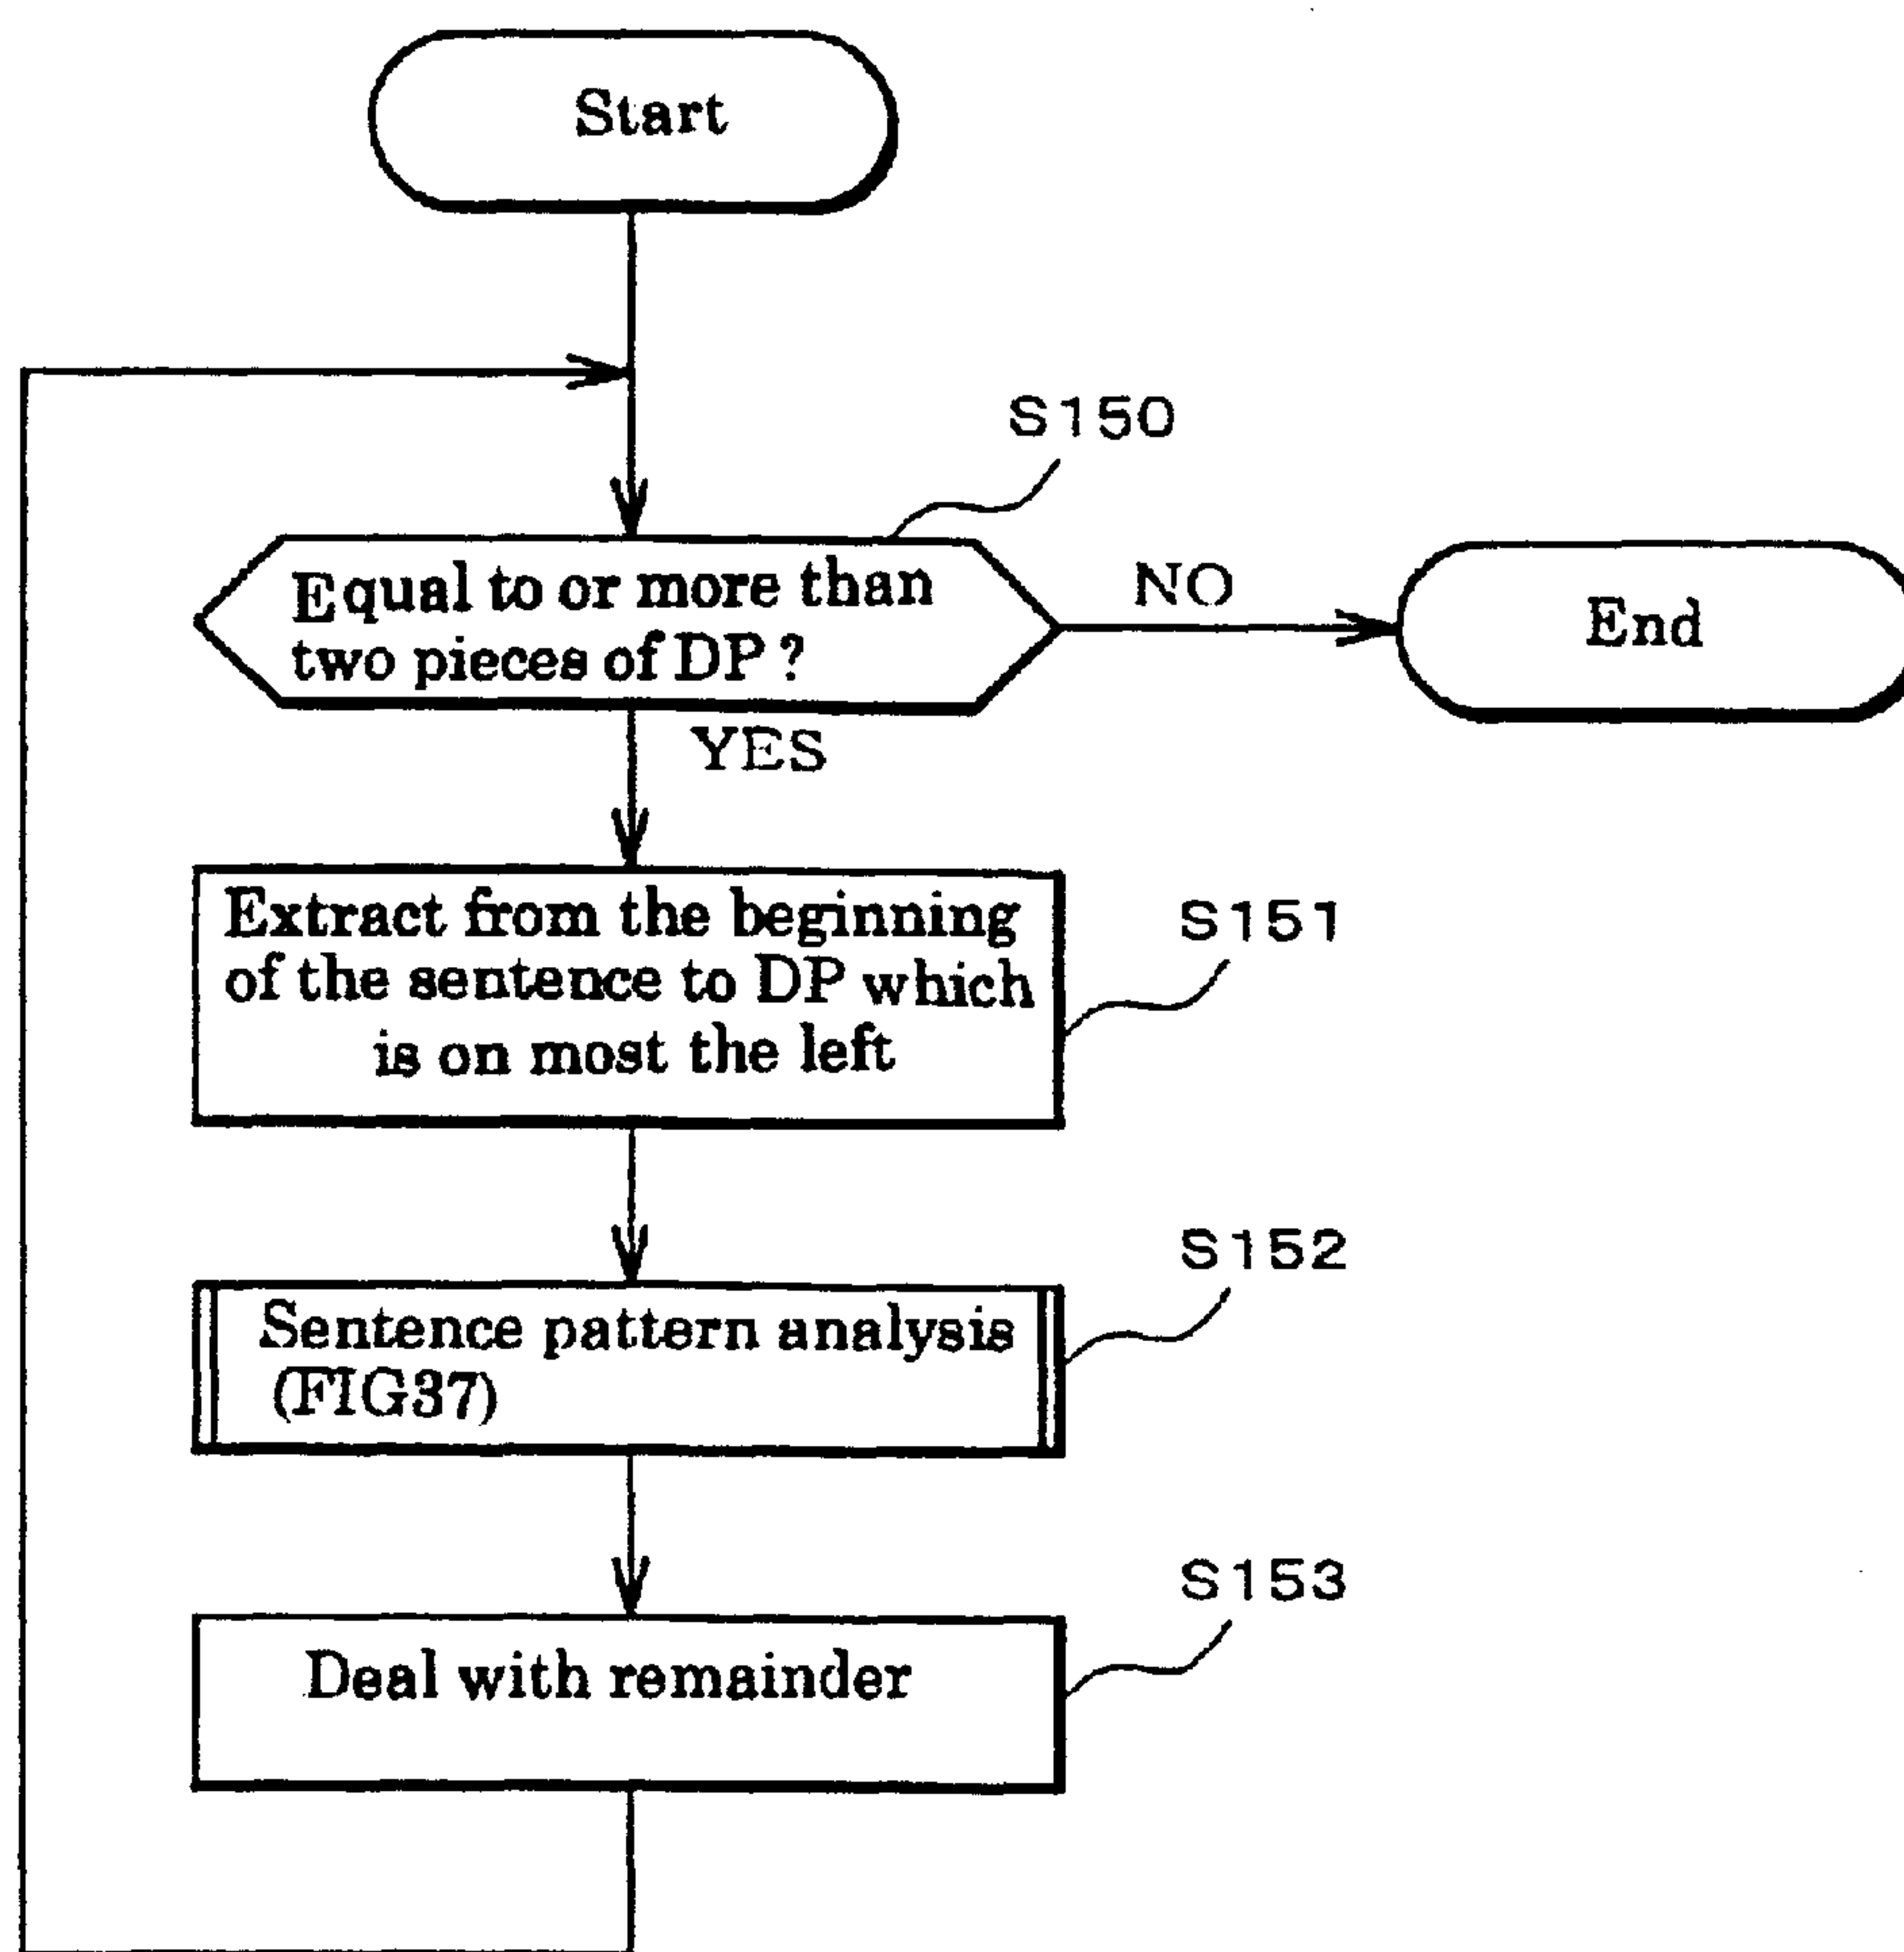 Start
S150
Equal to or more than
two pieces of DP ?
NO
End
YES
Extract from the beginning
of the sentence to DP which
is on most the left
S151
S152
Sentence pattern analysis
(FIG37)
S153
Deal with remainder